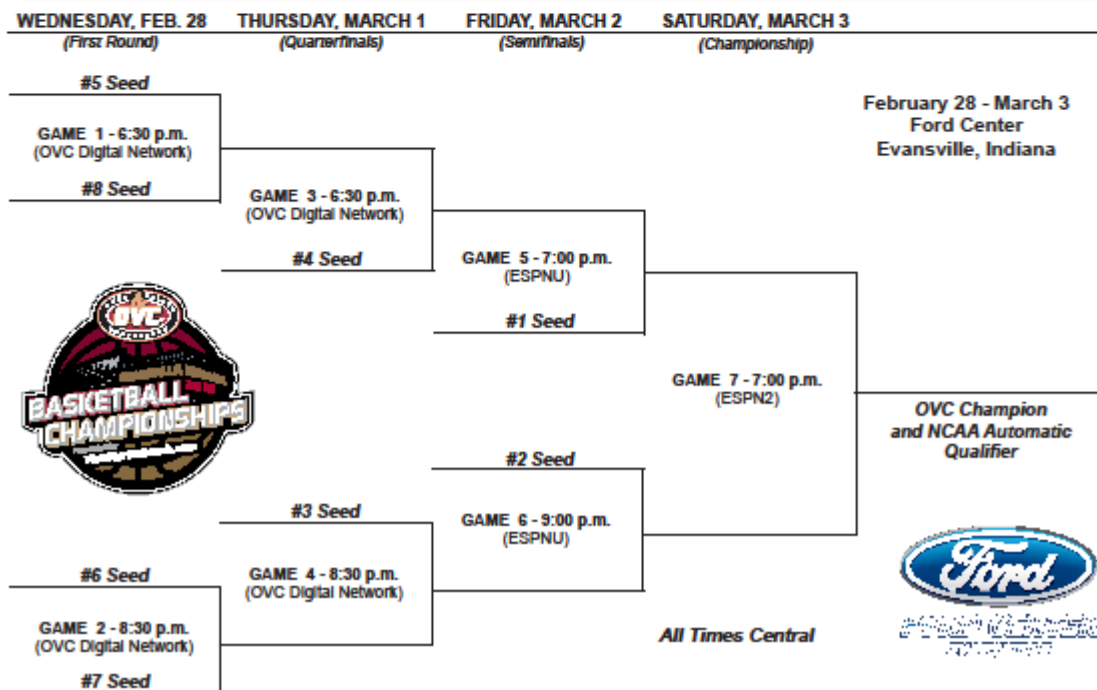 WEDNESDAY, FEB. 28
(First Round)
THURSDAY, MARCH 1
(Quarterfinals)
FRIDAY, MARCH 2
(Semifinals)
SATURDAY, MARCH 3
(Championship)
February 28 - March 3
Ford Center
Evansville, Indiana
#5 Seed
GAME 1 - 6:30 p.m.
(OVC Digital Network)
#8 Seed
GAME 3 - 6:30 p.m.
(OVC Digital Network)
#4 Seed
GAME 5 - 7:00 p.m.
(ESPNU)
#1 Seed
OVC
BASKETBALL
CHAMPIONSHIPS
GAME 7 - 7:00 p.m.
(ESPN2)
OVC Champion
and NCAA Automatic
Qualifier
#2 Seed
#3 Seed
GAME 6 - 9:00 p.m.
(ESPNU)
#6 Seed
GAME 4 - 8:30 p.m.
(OVC Digital Network)
GAME 2 - 8:30 p.m.
(OVC Digital Network)
#7 Seed
All Times Central
Ford